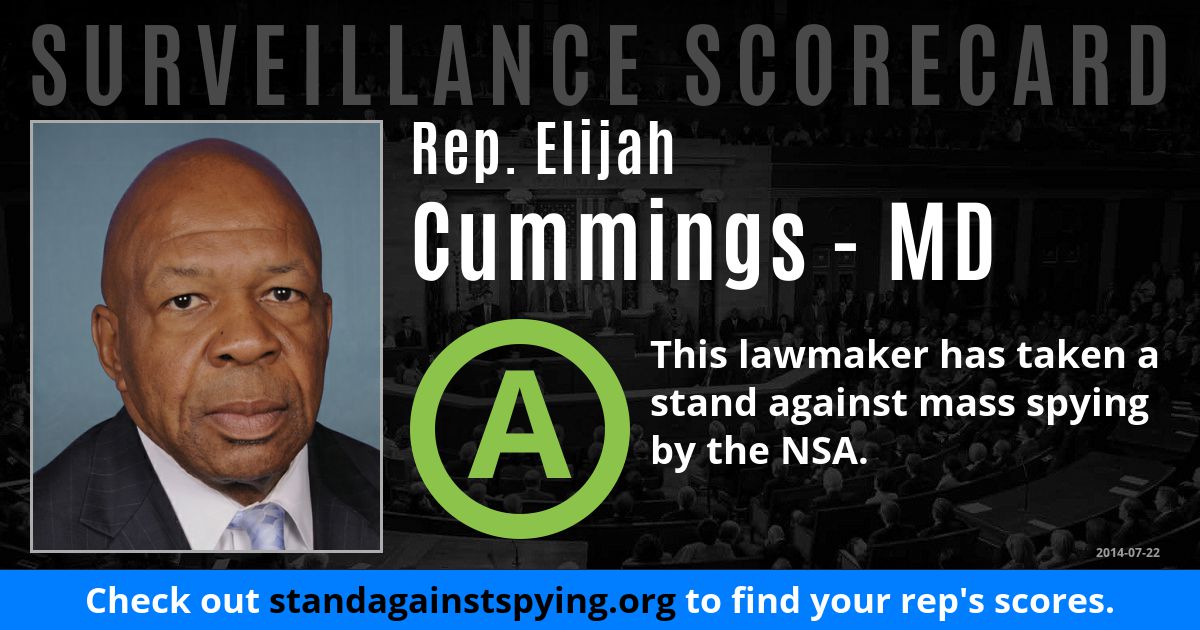 SURVEILLANCE SCORECARD
Rep. Elijah
Cummings - MD
A
This lawmaker has taken a
stand against mass spying
by the NSA.
2014-07-22
Check out standagainstspying.org to find your rep's scores.